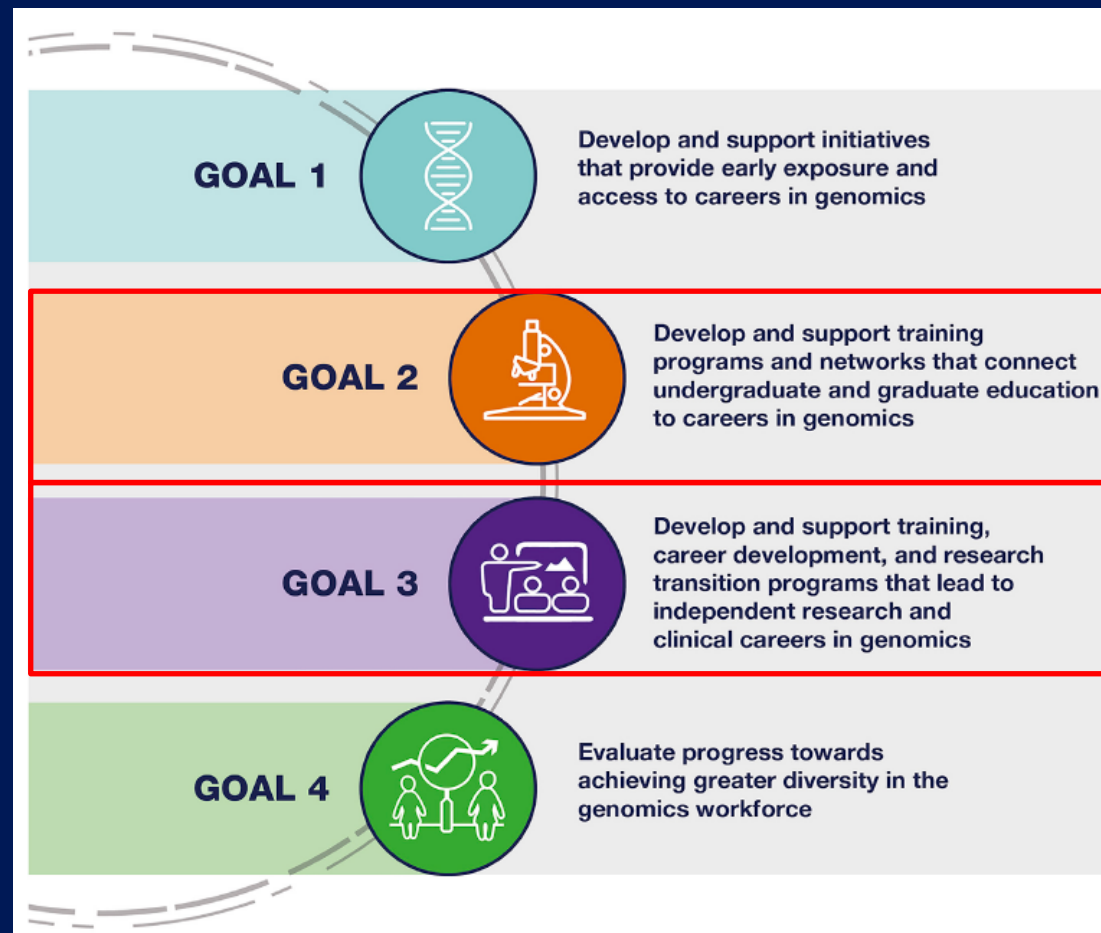 GOAL 1
Develop and support initiatives
that provide early exposure and
access to careers in genomics
GOAL 2
Develop and support training
programs and networks that connect
undergraduate and graduate education
to careers in genomics
GOAL 3
Develop and support training,
career development, and research
transition programs that lead to
independent research and
clinical careers in genomics
GOAL 4
Evaluate progress towards
achieving greater diversity in the
genomics workforce